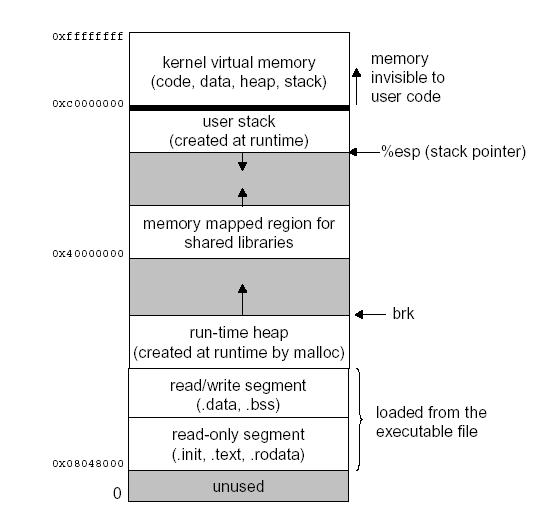 0xffffffff
kernel virtual memory
(code, data, heap, stack)
memory
invisible to
user code
0xc0000000
user stack
(created at runtime)
%esp (stack pointer)
memory mapped region for
shared libraries
0x40000000
brk
run-time heap
(created at runtime by malloc)
read/write segment
(.data, .bss)
loaded from the
executable file
read-only segment
(.init, .text, .rodata)
0x08048000
unused
0